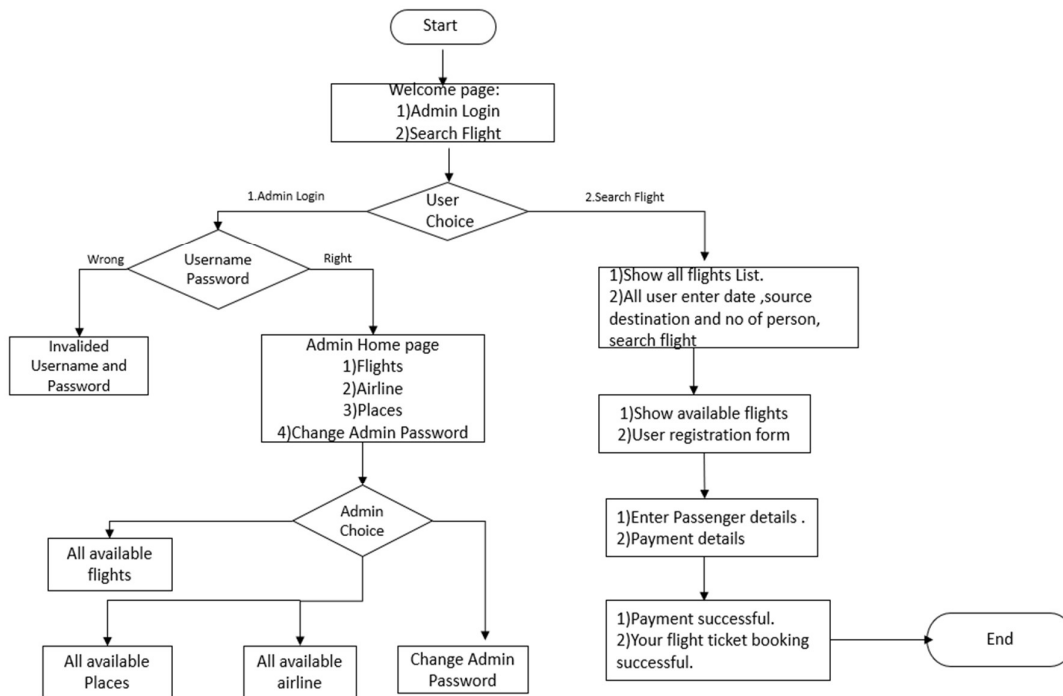 Start
Welcome page:
1)Admin Login
2)Search Flight
1.Admin Login
User
Choice
2.Search Flight
Wrong
Username
Password
Right
1)Show all flights List.
2)All user enter date ,source
destination and no of person,
search flight
Invalided
Username and
Password
Admin Home page
1)Flights
2)Airline
3)Places
4)Change Admin Password
1)Show available flights
2)User registration form
Admin
Choice
1)Enter Passenger details .
2)Payment details
All available
flights
1)Payment successful.
2)Your flight ticket booking
successful.
End
All available
Places
All available
airline
Change Admin
Password